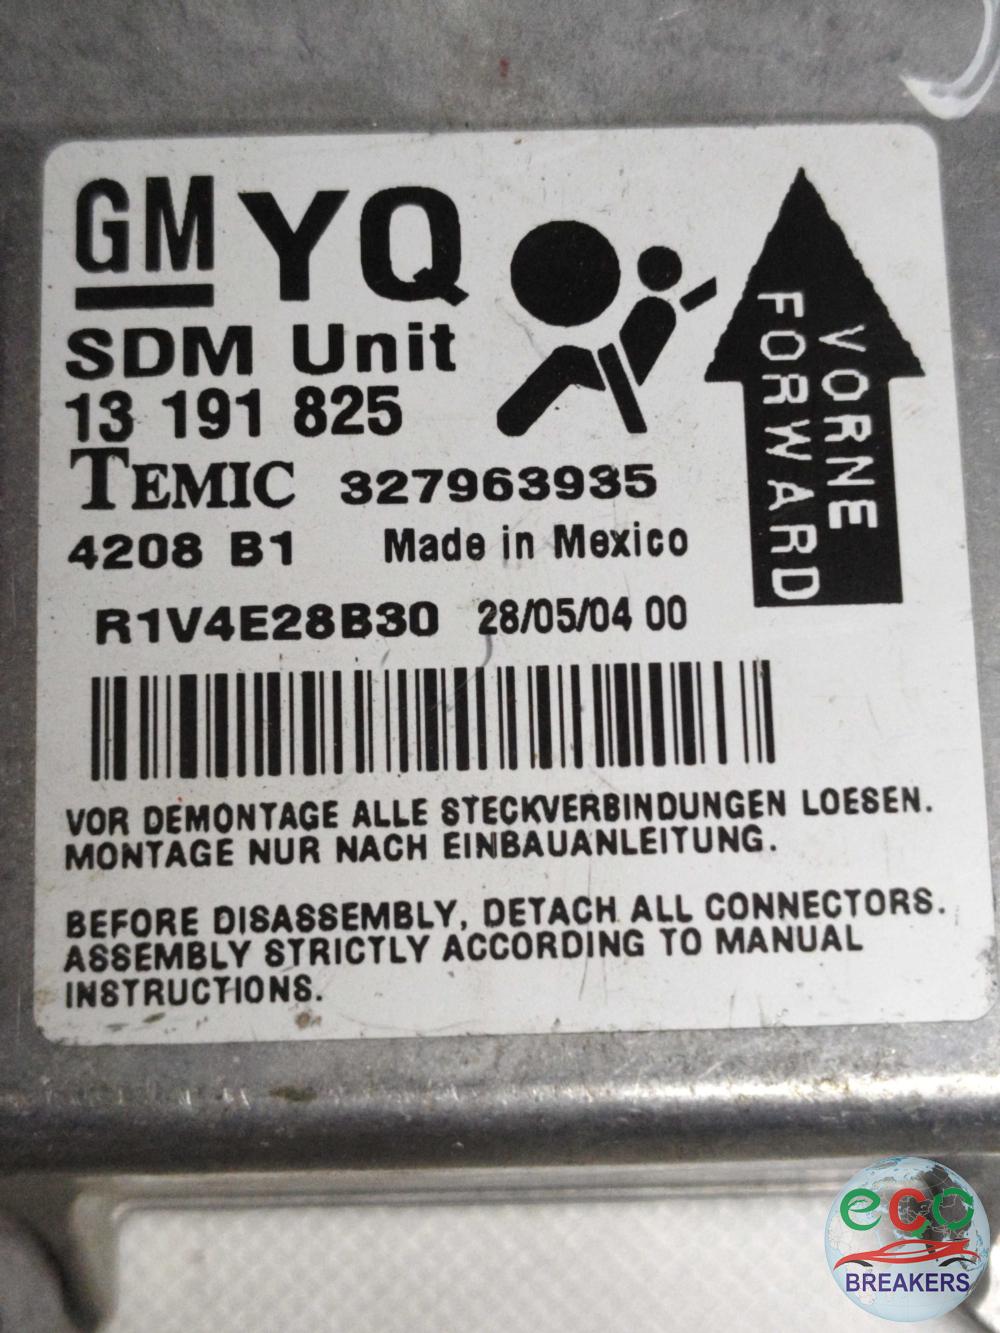 GM YQ
SDM Unit
13 191 825
TEMIC 327963935
4208 B1 Made in Mexico
R1V4E28B30 28/05/04 00
VORNE
FORWARD
VOR DEMONTAGE ALLE STECKVERBINDUNGEN LOESEN.
MONTAGE NUR NACH EINBAUANLEITUNG.
BEFORE DISASSEMBLY, DETACH ALL CONNECTORS.
ASSEMBLY STRICTLY ACCORDING TO MANUAL
INSTRUCTIONS.
eco
BREAKERS